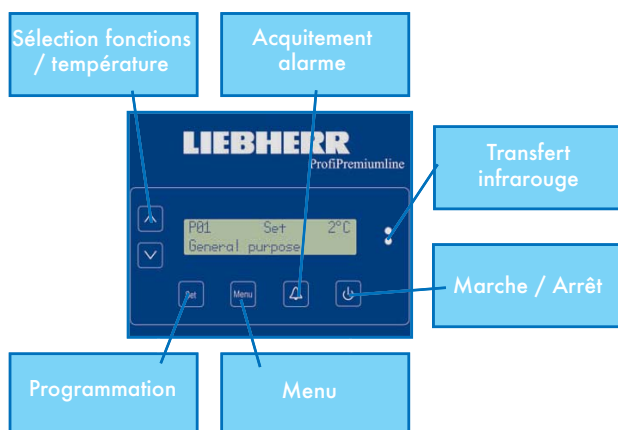 Sélection fonctions
/ température
Acquitement
alarme
LIEBHERR
ProfiPremiumline
Transfert
infrarouge
P01 Set 2°C
General purpose
Set
Menu
Marche / Arrêt
Programmation
Menu